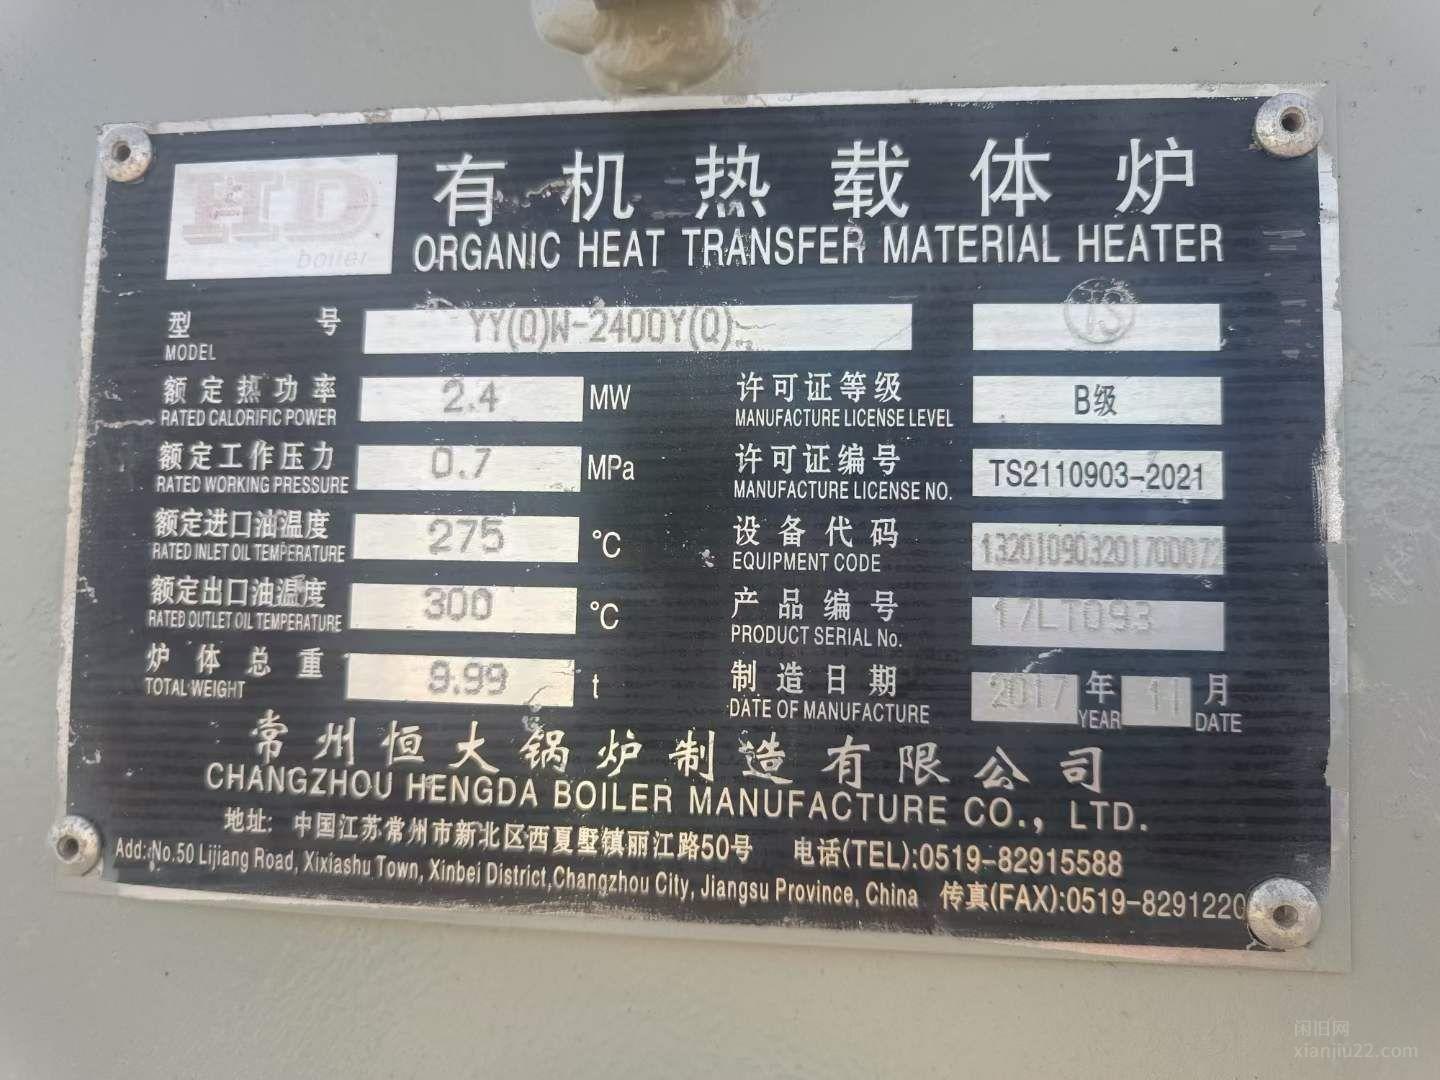 HD
boiler
有机热载体炉
ORGANIC HEAT TRANSFER MATERIAL HEATER
型号 YY(Q)W-2400Y(Q) TS
MODEL
额定热功率 2.4 MW 许可证等级 B级
RATED CALORIFIC POWER MANUFACTURE LICENSE LEVEL
额定工作压力 0.7 MPa 许可证编号 TS2110903-2021
RATED WORKING PRESSURE MANUFACTURE LICENSE NO.
额定进口油温度 275 ℃ 设备代码 13201090320170007
RATED INLET OIL TEMPERATURE EQUIPMENT CODE
额定出口油温度 300 ℃ 产品编号 17LT093
RATED OUTLET OIL TEMPERATURE PRODUCT SERIAL No.
炉体总重 9.99 t 制造日期 2017 年 11 月
TOTAL WEIGHT DATE OF MANUFACTURE YEAR DATE
常州恒大锅炉制造有限公司
CHANGZHOU HENGDA BOILER MANUFACTURE CO., LTD.
地址: 中国江苏常州市新北区西夏墅镇丽江路50号 电话(TEL):0519-82915588
Add: No.50 Lijiang Road, Xixiashu Town, Xinbei District,Changzhou City, Jiangsu Province, China 传真(FAX):0519-8291220
闲旧网
xianjiu22.com